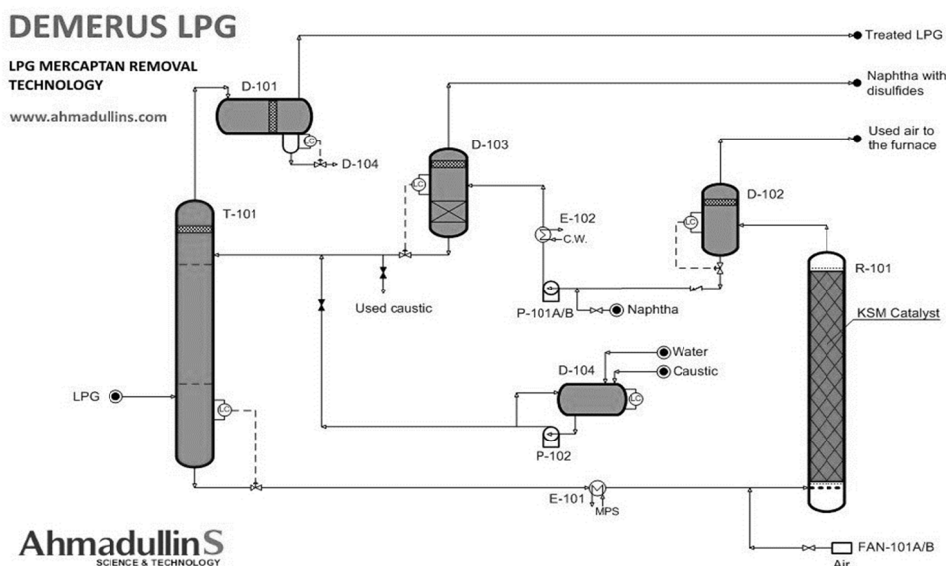 DEMERUS LPG
LPG MERCAPTAN REMOVAL
TECHNOLOGY
www.ahmadullins.com
D-101
LC
D-104
Treated LPG
Naphtha with
disulfides
Used air to
the furnace
D-103
LC
D-102
LC
E-102
C.W.
T-101
R-101
KSM Catalyst
Used caustic
P-101A/B
Naphtha
Water
Caustic
D-104
LC
LPG
LC
P-102
E-101
MPS
FAN-101A/B
Air
AhmadullinS
SCIENCE & TECHNOLOGY